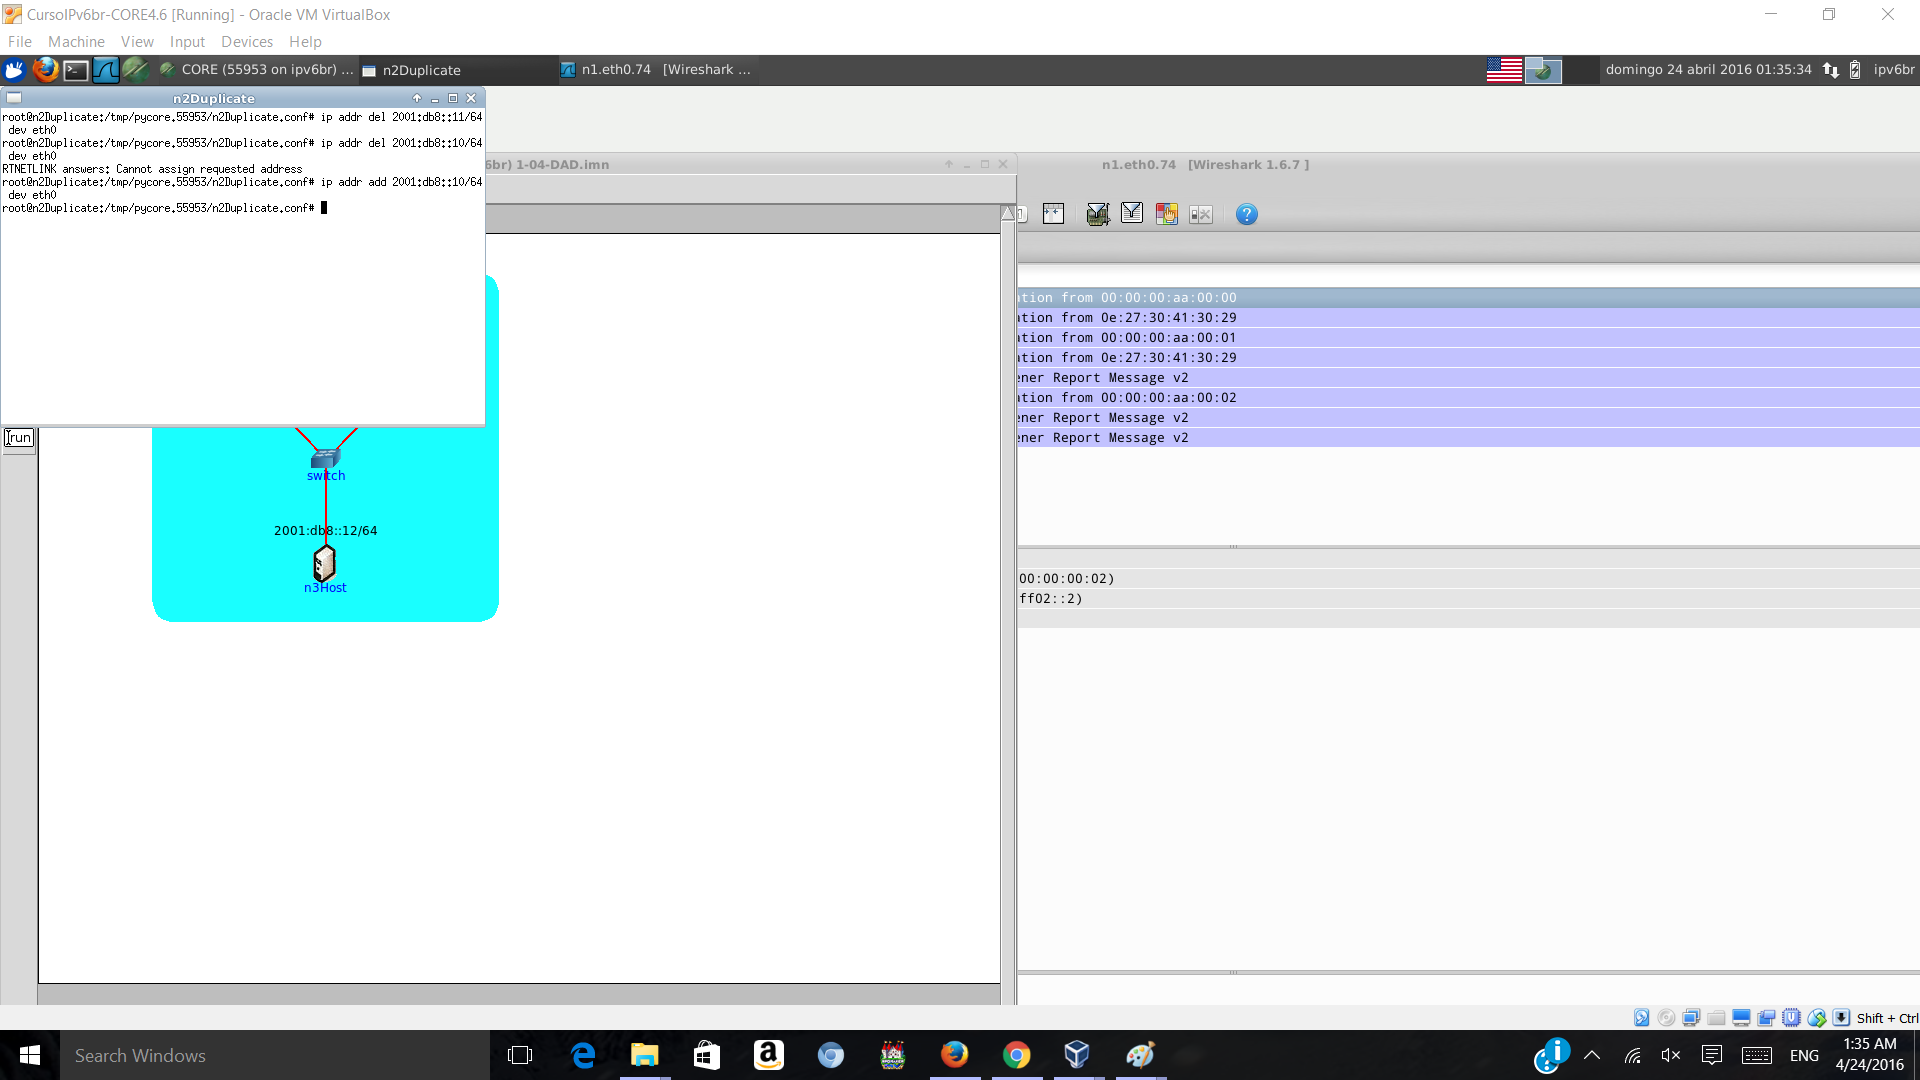 CursoIPv6br-CORE4.6 [Running] - Oracle VM VirtualBox
File Machine View Input Devices Help
CORE (55953 on ipv6br) ... n2Duplicate n1.eth0.74 [Wireshark ... domingo 24 abril 2016 01:35:34 ipv6br
n2Duplicate
root@n2Duplicate:/tmp/pycore.55953/n2Duplicate.conf# ip addr del 2001:db8::11/64
dev eth0
root@n2Duplicate:/tmp/pycore.55953/n2Duplicate.conf# ip addr del 2001:db8::10/64
dev eth0
RTNETLINK answers: Cannot assign requested address
root@n2Duplicate:/tmp/pycore.55953/n2Duplicate.conf# ip addr add 2001:db8::10/64
dev eth0
root@n2Duplicate:/tmp/pycore.55953/n2Duplicate.conf#
6br) 1-04-DAD.imn
run
switch
2001:db8::12/64
n3Host
n1.eth0.74 [Wireshark 1.6.7 ]
tion from 00:00:00:aa:00:00
ation from 0e:27:30:41:30:29
ation from 00:00:00:aa:00:01
ation from 0e:27:30:41:30:29
ener Report Message v2
ation from 00:00:00:aa:00:02
ener Report Message v2
ener Report Message v2
00:00:00:02)
ff02::2)
Shift + Ctrl
Search Windows
ENG
1:35 AM
4/24/2016